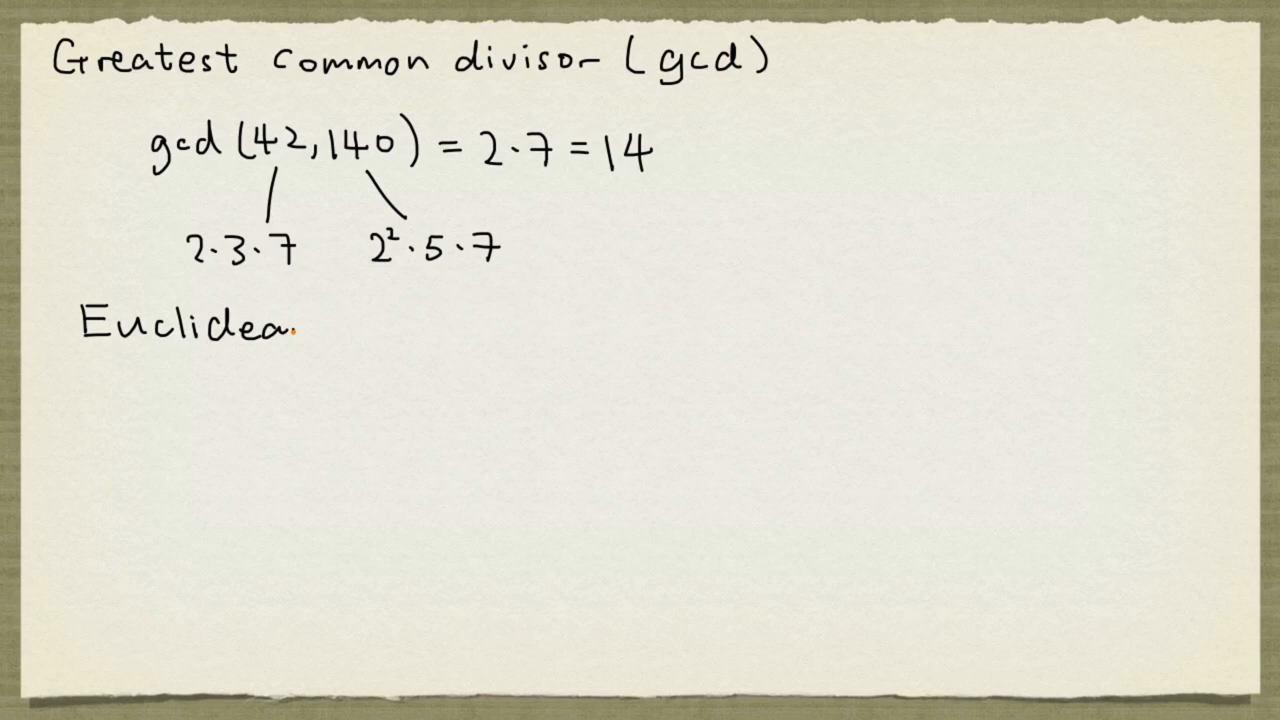 Greatest common divisor (gcd)
gcd (42,140) = 2·7 = 14
2·3·7 2²·5·7
Euclidea